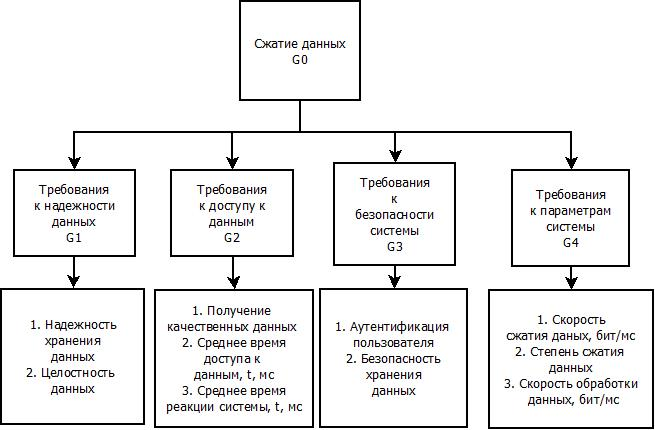 Сжатие данных
G0
Требования
к надежности
данных
G1
Требования
к доступу к
данным
G2
Требования
к
безопасности
системы
G3
Требования
к параметрам
системы
G4
1. Надежность
хранения
данных
2. Целостность
данных
1. Получение
качественных данных
2. Среднее время
доступа к
данным, t, мс
3. Среднее время
реакции системы, t, мс
1. Аутентификация
пользователя
2. Безопасность
хранения
данных
1. Скорость
сжатия даных, бит/мс
2. Степень сжатия
данных
3. Скорость обработки
данных, бит/мс